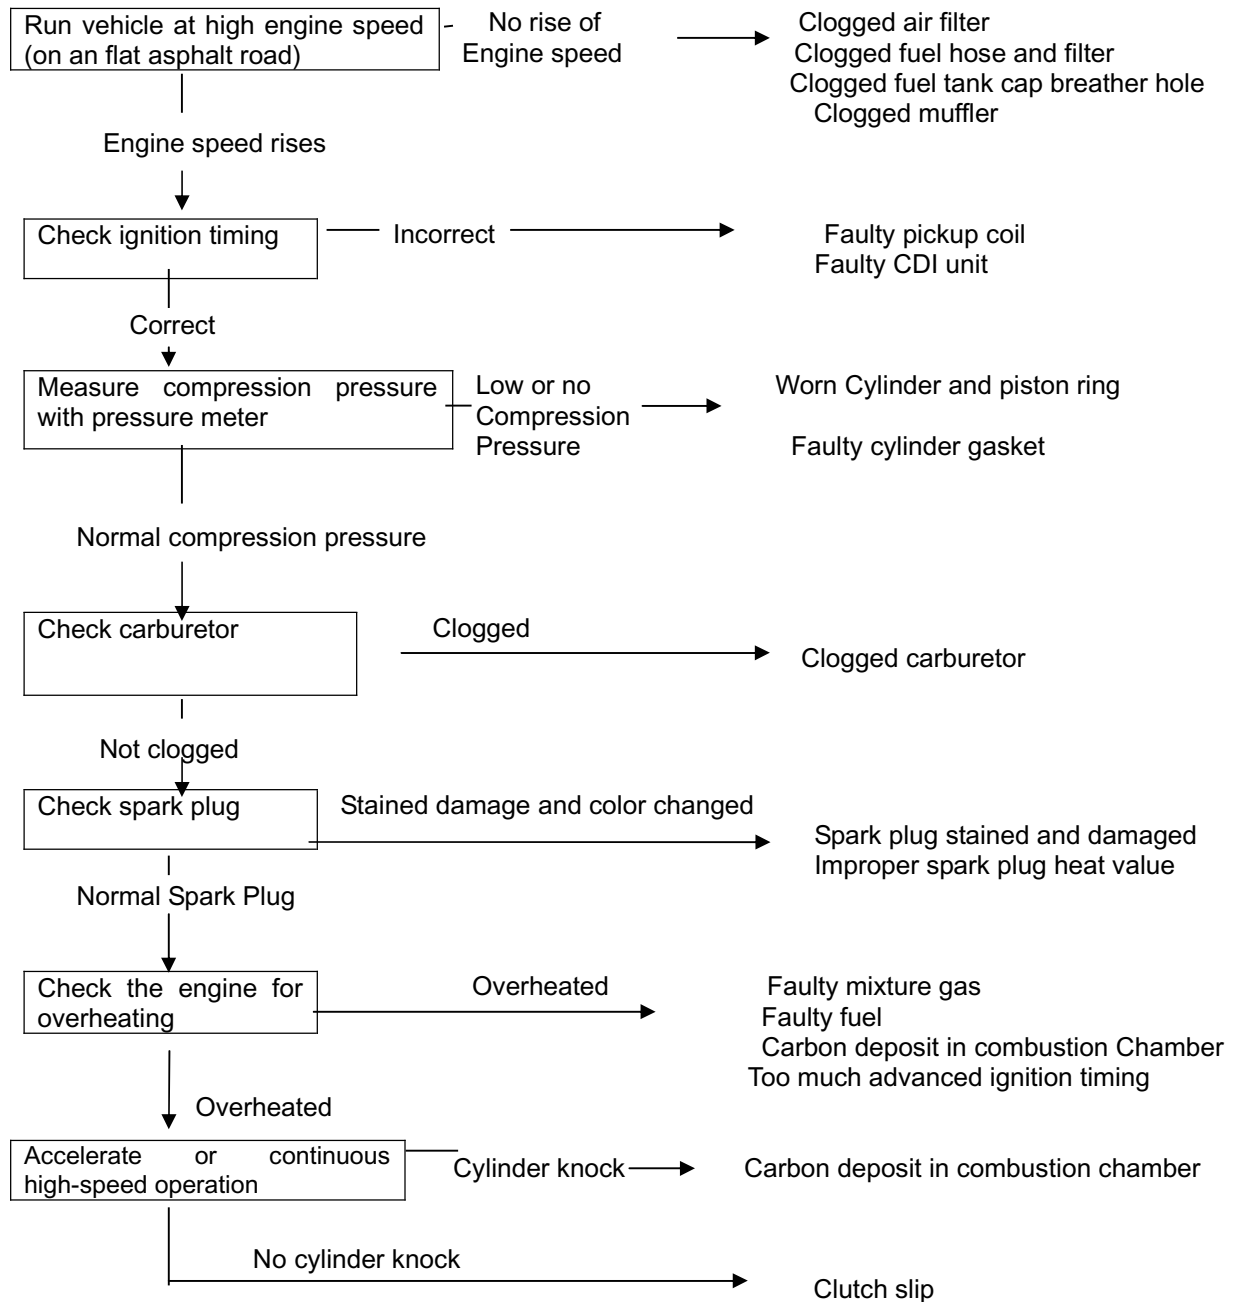 Run vehicle at high engine speed
(on an flat asphalt road)
No rise of
Engine speed
Clogged air filter
Clogged fuel hose and filter
Clogged fuel tank cap breather hole
Clogged muffler
Engine speed rises
Check ignition timing
Incorrect
Faulty pickup coil
Faulty CDI unit
Correct
Measure compression pressure
with pressure meter
Low or no
Compression
Pressure
Worn Cylinder and piston ring
Faulty cylinder gasket
Normal compression pressure
Check carburetor
Clogged
Clogged carburetor
Not clogged
Check spark plug
Stained damage and color changed
Spark plug stained and damaged
Improper spark plug heat value
Normal Spark Plug
Check the engine for
overheating
Overheated
Faulty mixture gas
Faulty fuel
Carbon deposit in combustion Chamber
Too much advanced ignition timing
Overheated
Accelerate or continuous
high-speed operation
Cylinder knock
Carbon deposit in combustion chamber
No cylinder knock
Clutch slip